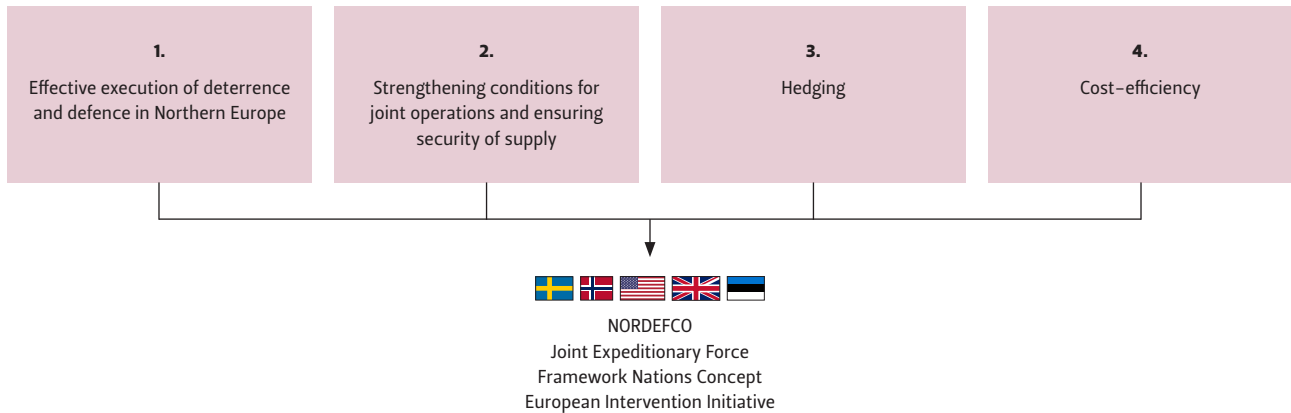 1.
Effective execution of deterrence
and defence in Northern Europe
2.
Strengthening conditions for
joint operations and ensuring
security of supply
3.
Hedging
4.
Cost–efficiency
NORDEFCO
Joint Expeditionary Force
Framework Nations Concept
European Intervention Initiative